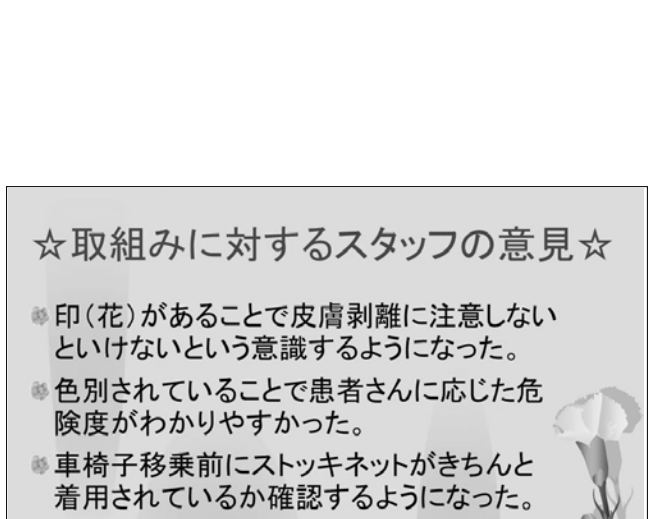 ☆取組みに対するスタッフの意見☆
印(花)があることで皮膚剥離に注意しない
といけないという意識するようになった。
色別されていることで患者さんに応じた危
険度がわかりやすかった。
車椅子移乗前にストッキネットがきちんと
着用されているか確認するようになった。